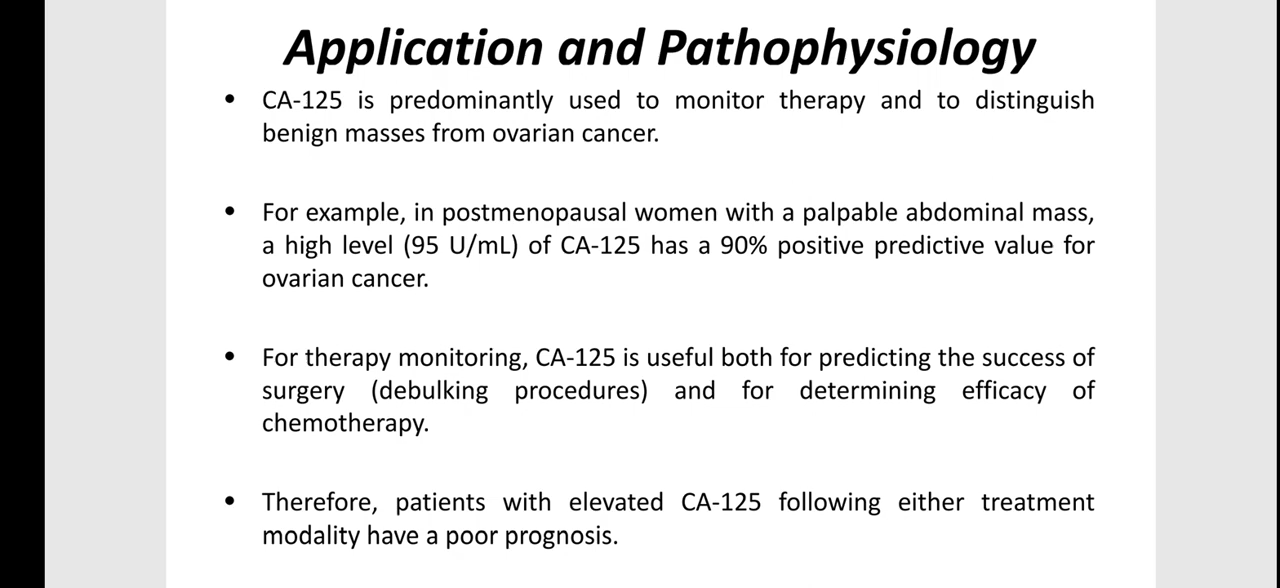 Application and Pathophysiology
• CA-125 is predominantly used to monitor therapy and to distinguish
benign masses from ovarian cancer.
• For example, in postmenopausal women with a palpable abdominal mass,
a high level (95 U/mL) of CA-125 has a 90% positive predictive value for
ovarian cancer.
• For therapy monitoring, CA-125 is useful both for predicting the success of
surgery (debulking procedures) and for determining efficacy of
chemotherapy.
• Therefore, patients with elevated CA-125 following either treatment
modality have a poor prognosis.